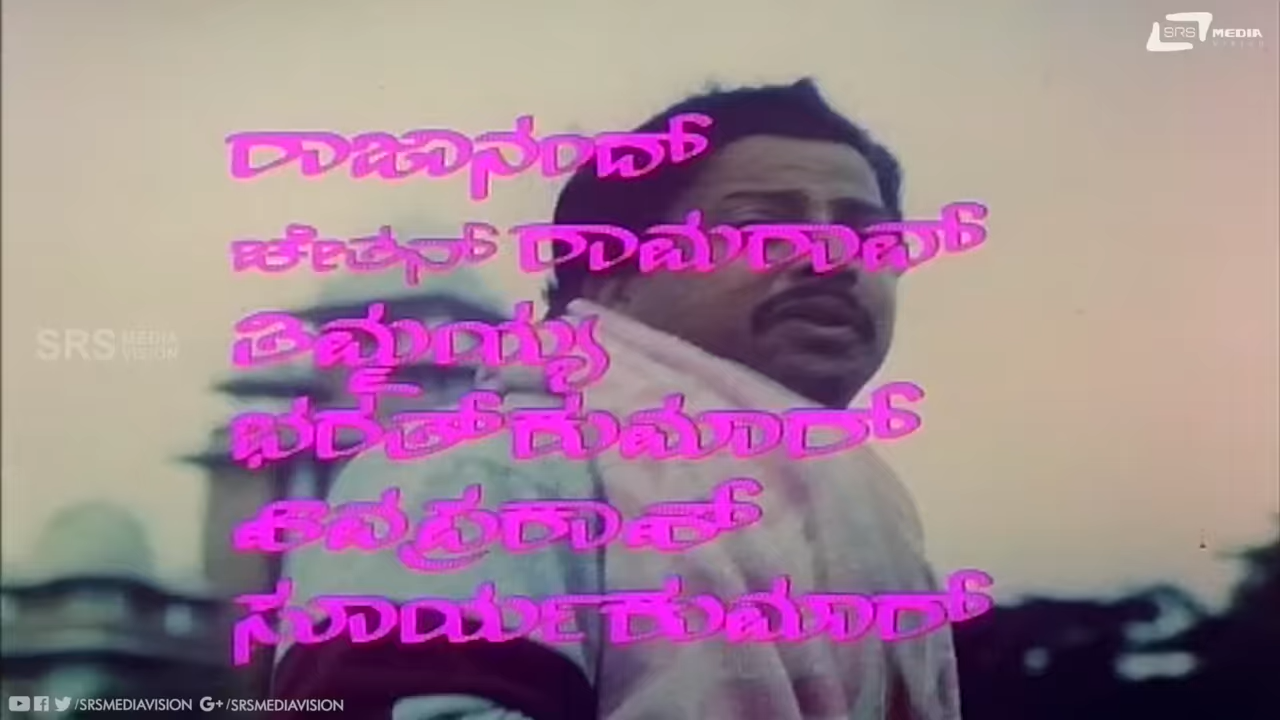 SRS MEDIA
VISION
ರಾಜಾನಂದ್
ಚೇತನ್ ರಾಮರಾವ್
SRS MEDIA
VISION
ತಿಮ್ಮಯ್ಯ
ಭರತ್‌ಕುಮಾರ್
ಶಿವಪ್ರಕಾಶ್
ಸೂರ್ಯಕುಮಾರ್
/SRSMEDIAVISION G+/SRSMEDIAVISION